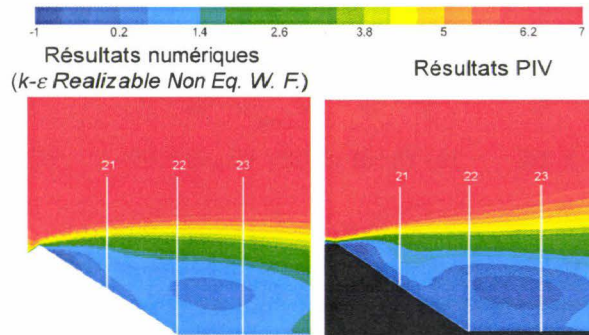 -1 0.2 1.4 2.6 3.8 5 6.2 7
Résultats numériques
(k-ε Realizable Non Eq. W. F.)
Résultats PIV
21 22 23
21 22 23